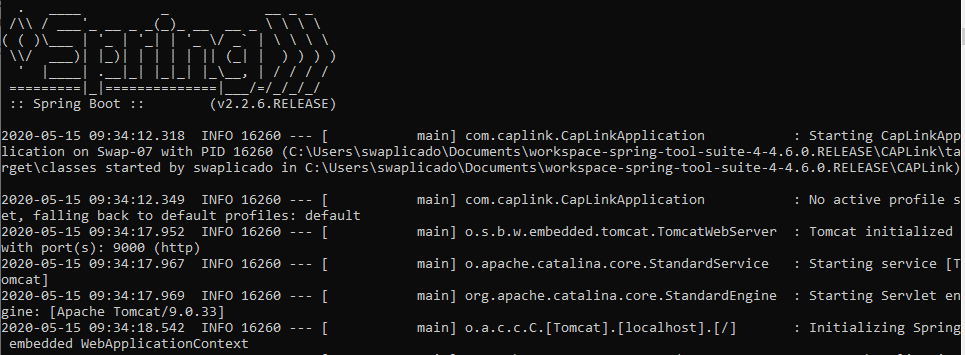 .   ____          _            __ _ _
 /\\ / ___'_ __ _ _(_)_ __  __ _ \ \ \ \
( ( )\___ | '_ | '_| | '_ \/ _` | \ \ \ \
 \\/  ___)| |_)| | | | | || (_| |  ) ) ) )
  '  |____| .__|_| |_|_| |_\__, | / / / /
 =========|_|==============|___/=/_/_/_/
 :: Spring Boot ::        (v2.2.6.RELEASE)
2020-05-15 09:34:12.318  INFO 16260 --- [           main] com.caplink.CapLinkApplication           : Starting CapLinkApp
lication on Swap-07 with PID 16260 (C:\Users\swaplicado\Documents\workspace-spring-tool-suite-4-4.6.0.RELEASE\CAPLink\ta
rget\classes started by swaplicado in C:\Users\swaplicado\Documents\workspace-spring-tool-suite-4-4.6.0.RELEASE\CAPLink)
2020-05-15 09:34:12.349  INFO 16260 --- [           main] com.caplink.CapLinkApplication           : No active profile s
et, falling back to default profiles: default
2020-05-15 09:34:17.952  INFO 16260 --- [           main] o.s.b.w.embedded.tomcat.TomcatWebServer  : Tomcat initialized
with port(s): 9000 (http)
2020-05-15 09:34:17.967  INFO 16260 --- [           main] o.apache.catalina.core.StandardService   : Starting service [T
omcat]
2020-05-15 09:34:17.969  INFO 16260 --- [           main] org.apache.catalina.core.StandardEngine  : Starting Servlet en
gine: [Apache Tomcat/9.0.33]
2020-05-15 09:34:18.542  INFO 16260 --- [           main] o.a.c.c.C.[Tomcat].[localhost].[/]       : Initializing Spring
 embedded WebApplicationContext